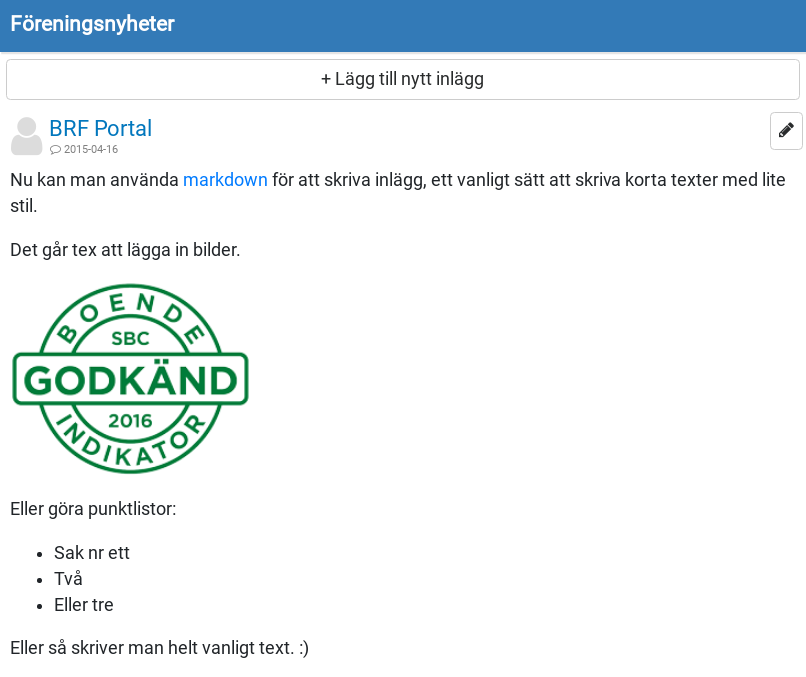 Föreningsnyheter
+ Lägg till nytt inlägg
BRF Portal
2015-04-16
Nu kan man använda markdown för att skriva inlägg, ett vanligt sätt att skriva korta texter med lite
stil.
Det går tex att lägga in bilder.
BOENDE
SBC
GODKÄND
2016
INDIKATOR
Eller göra punktlistor:
• Sak nr ett
• Två
• Eller tre
Eller så skriver man helt vanligt text. :)